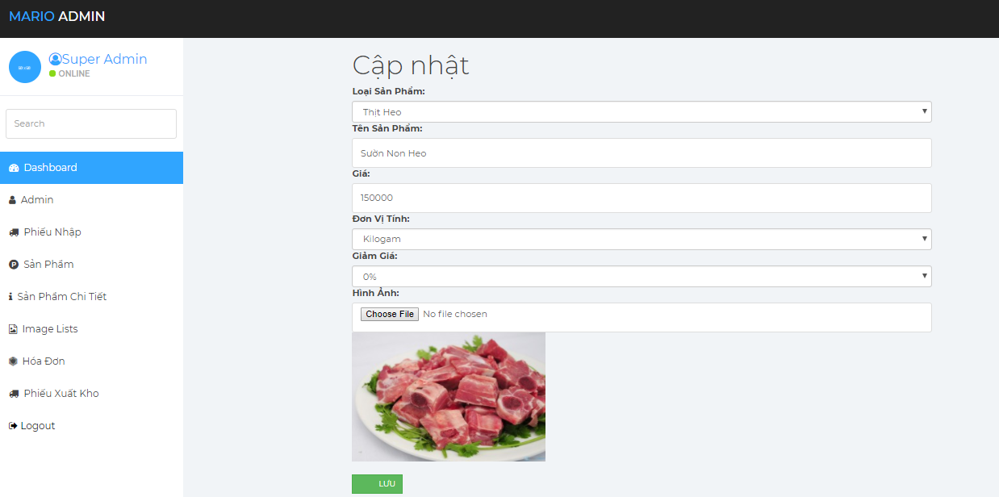 MARIO ADMIN
Super Admin
ONLINE
Search
Dashboard
Admin
Phiếu Nhập
Sản Phẩm
Sản Phẩm Chi Tiết
Image Lists
Hóa Đơn
Phiếu Xuất Kho
Logout
Cập nhật
Loại Sản Phẩm:
Thịt Heo
Tên Sản Phẩm:
Sườn Non Heo
Giá:
150000
Đơn Vị Tính:
Kilogam
Giảm Giá:
0%
Hình Ảnh:
Choose File No file chosen
LƯU